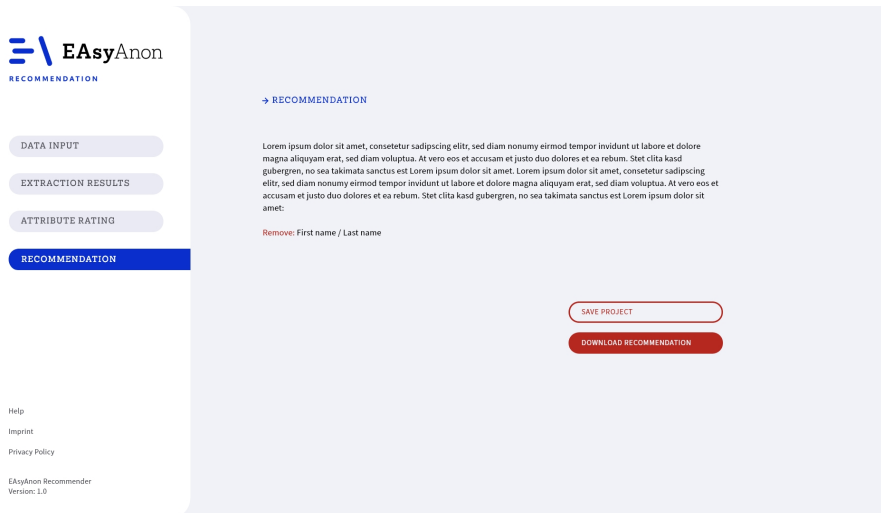 EAsyAnon
RECOMMENDATION
DATA INPUT
EXTRACTION RESULTS
ATTRIBUTE RATING
RECOMMENDATION
Help
Imprint
Privacy Policy
EAsyAnon Recommender
Version: 1.0
→ RECOMMENDATION
Lorem ipsum dolor sit amet, consetetur sadipscing elitr, sed diam nonumy eirmod tempor invidunt ut labore et dolore
magna aliquyam erat, sed diam voluptua. At vero eos et accusam et justo duo dolores et ea rebum. Stet clita kasd
gubergren, no sea takimata sanctus est Lorem ipsum dolor sit amet. Lorem ipsum dolor sit amet, consetetur sadipscing
elitr, sed diam nonumy eirmod tempor invidunt ut labore et dolore magna aliquyam erat, sed diam voluptua. At vero eos et
accusam et justo duo dolores et ea rebum. Stet clita kasd gubergren, no sea takimata sanctus est Lorem ipsum dolor sit
amet:
Remove: First name / Last name
SAVE PROJECT
DOWNLOAD RECOMMENDATION